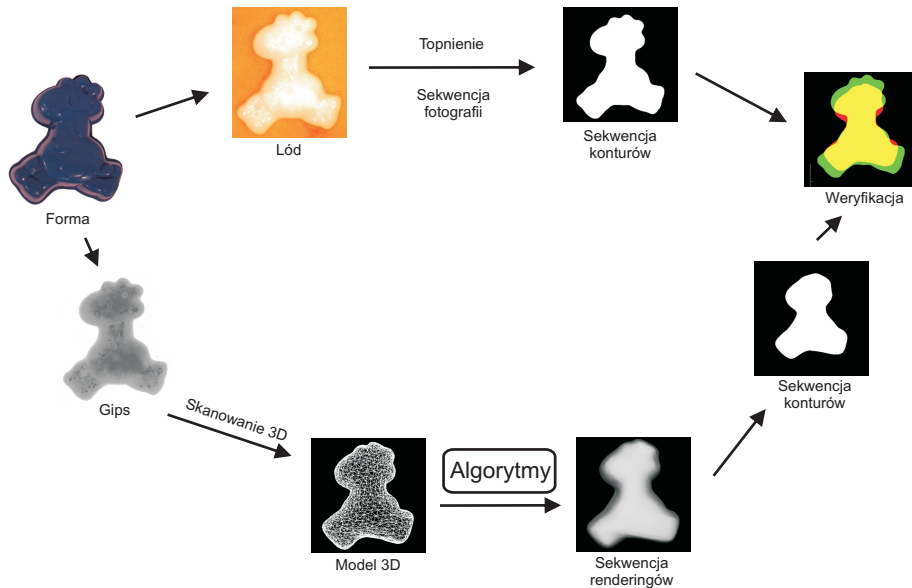 Topnienie
Sekwencja
fotografii
Lód
Sekwencja
konturów
Weryfikacja
Forma
Gips
Skanowanie 3D
Model 3D
Algorytmy
Sekwencja
renderingów
Sekwencja
konturów